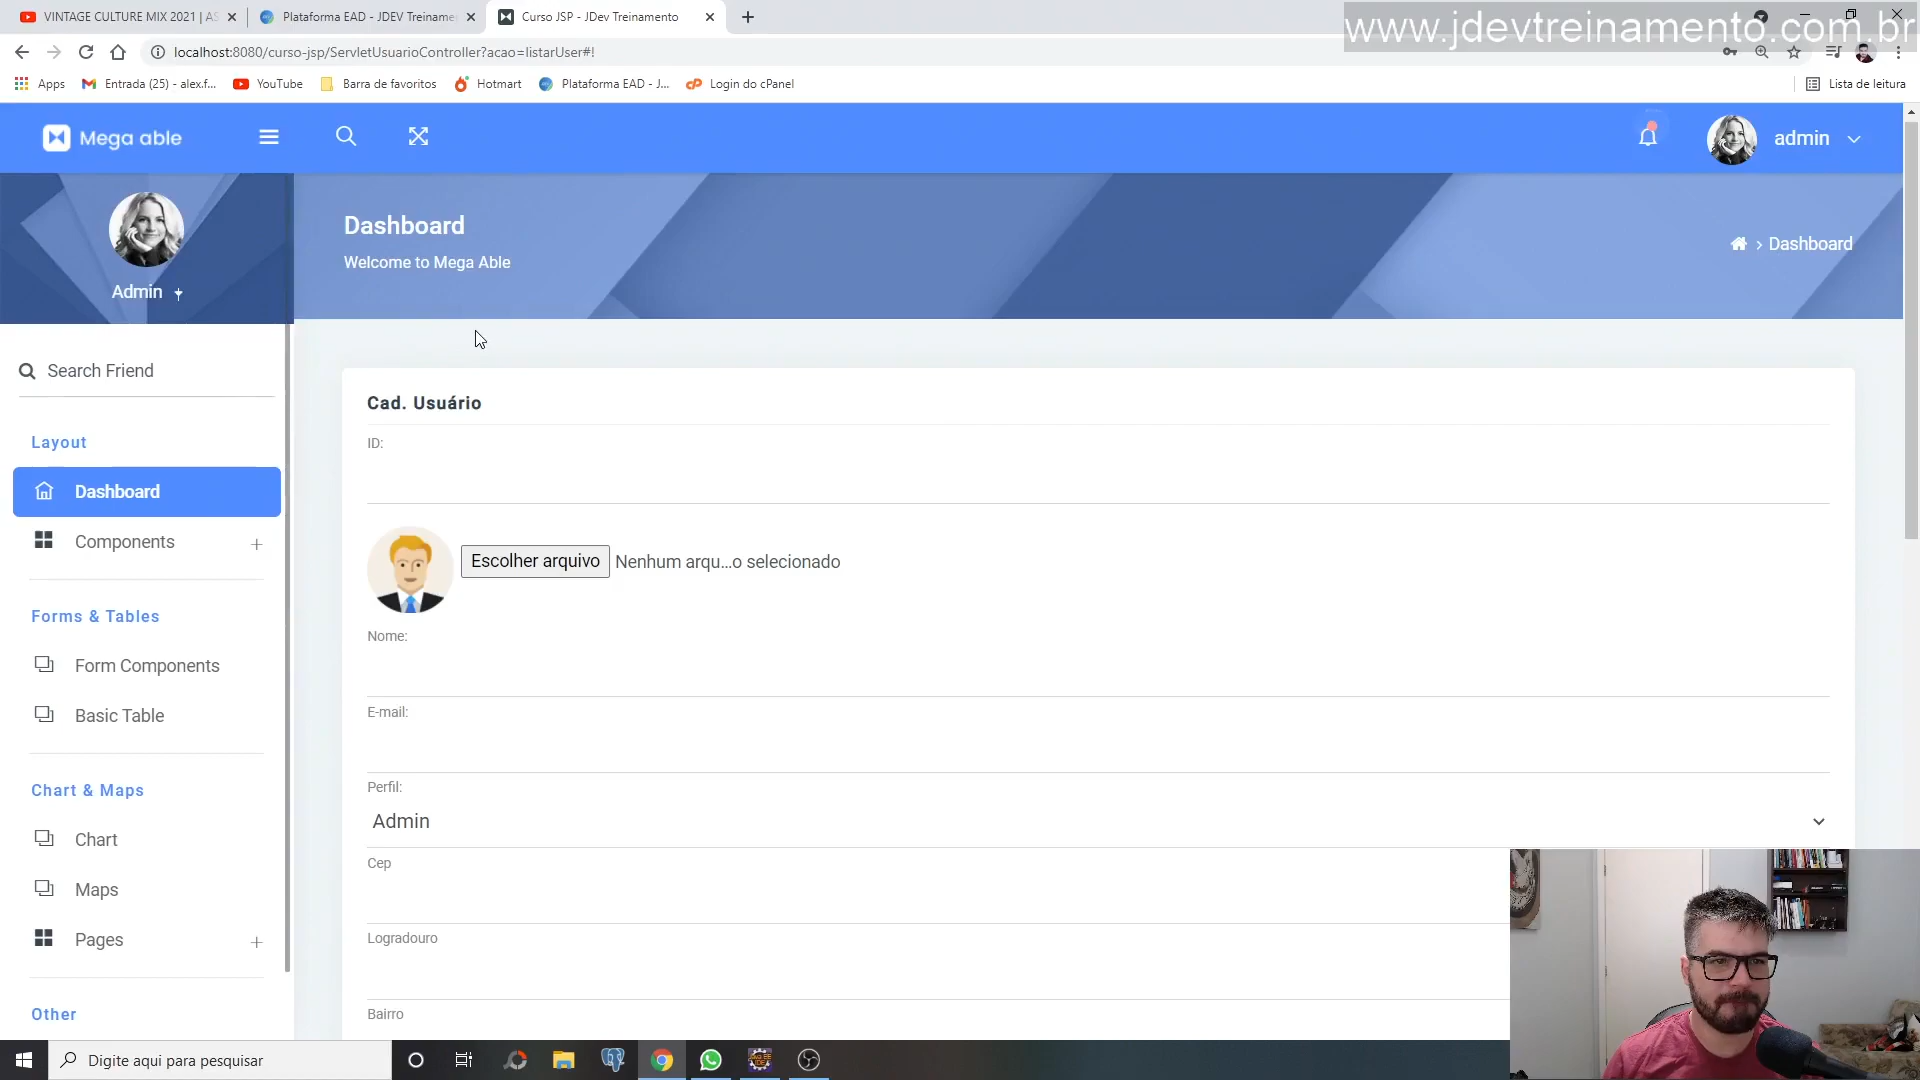 VINTAGE CULTURE MIX 2021 | AS
Plataforma EAD - JDEV Treiname
Curso JSP - JDev Treinamento
www.jdevtreinamento.com.br
localhost:8080/curso-jsp/ServletUsuarioController?acao=listarUser#!
Apps
Entrada (25) - alex.f...
YouTube
Barra de favoritos
Hotmart
Plataforma EAD - J...
Login do cPanel
Lista de leitura
Mega able
admin
Dashboard
Welcome to Mega Able
Dashboard
Admin
Search Friend
Layout
Dashboard
Components
Forms & Tables
Form Components
Basic Table
Chart & Maps
Chart
Maps
Pages
Other
Cad. Usuário
ID:
Escolher arquivo
Nenhum arqu...o selecionado
Nome:
E-mail:
Perfil:
Admin
Cep
Logradouro
Bairro
Digite aqui para pesquisar